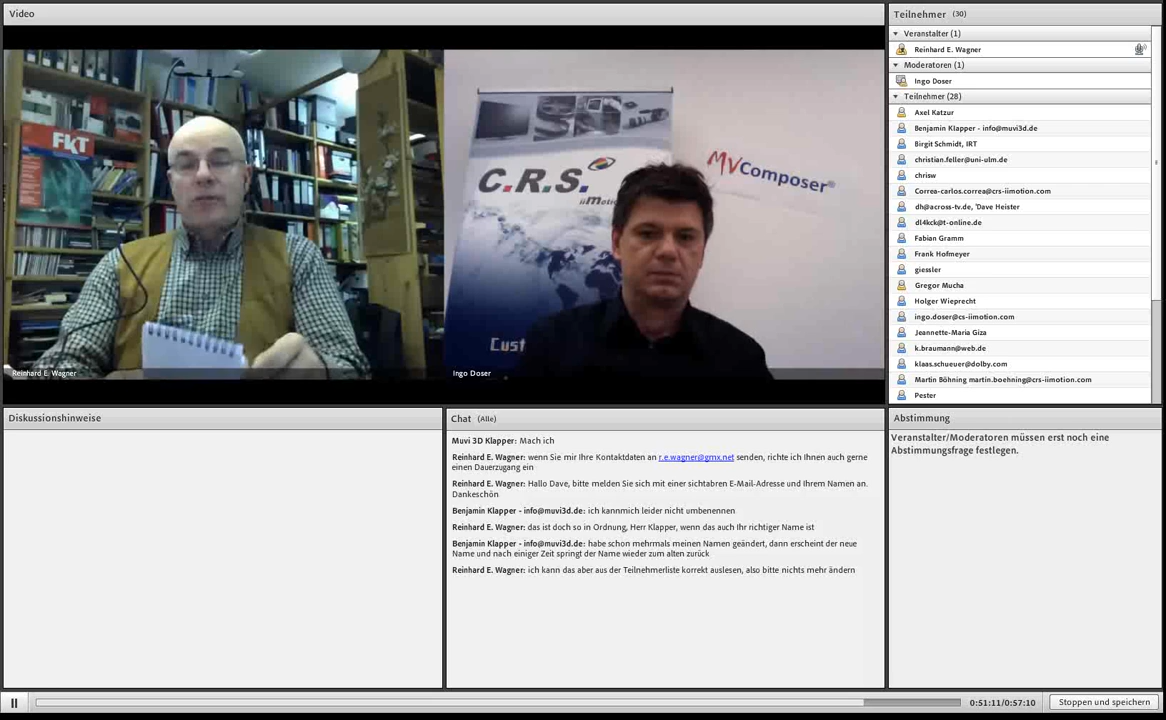 Video
FKT
C.R.S.
iiMotion
MVComposer®
Cust
Reinhard E. Wagner
Ingo Doser
Teilnehmer (30)
Veranstalter (1)
Reinhard E. Wagner
Moderatoren (1)
Ingo Doser
Teilnehmer (28)
Axel Katzur
Benjamin Klapper - info@muvi3d.de
Birgit Schmidt, IRT
christian.feller@uni-ulm.de
chrisw
Correa-carlos.correa@crs-iimotion.com
dh@across-tv.de, 'Dave Heister
dl4kck@t-online.de
Fabian Gramm
Frank Hofmeyer
giessler
Gregor Mucha
Holger Wieprecht
ingo.doser@cs-iimotion.com
Jeannette-Maria Giza
k.braumann@web.de
klaas.schueuer@dolby.com
Martin Böhning martin.boehning@crs-iimotion.com
Pester
Diskussionshinweise
Chat (Alle)
Muvi 3D Klapper: Mach ich
Reinhard E. Wagner: wenn Sie mir Ihre Kontaktdaten an r.e.wagner@gmx.net senden, richte ich Ihnen auch gerne
einen Dauerzugang ein
Reinhard E. Wagner: Hallo Dave, bitte melden Sie sich mit einer sichtabren E-Mail-Adresse und Ihrem Namen an.
Dankeschön
Benjamin Klapper - info@muvi3d.de: ich kannmich leider nicht umbenennen
Reinhard E. Wagner: das ist doch so in Ordnung, Herr Klapper, wenn das auch Ihr richtiger Name ist
Benjamin Klapper - info@muvi3d.de: habe schon mehrmals meinen Namen geändert, dann erscheint der neue
Name und nach einiger Zeit springt der Name wieder zum alten zurück
Reinhard E. Wagner: ich kann das aber aus der Teilnehmerliste korrekt auslesen, also bitte nichts mehr ändern
Abstimmung
Veranstalter/Moderatoren müssen erst noch eine
Abstimmungsfrage festlegen.
0:51:11/0:57:10
Stoppen und speichern